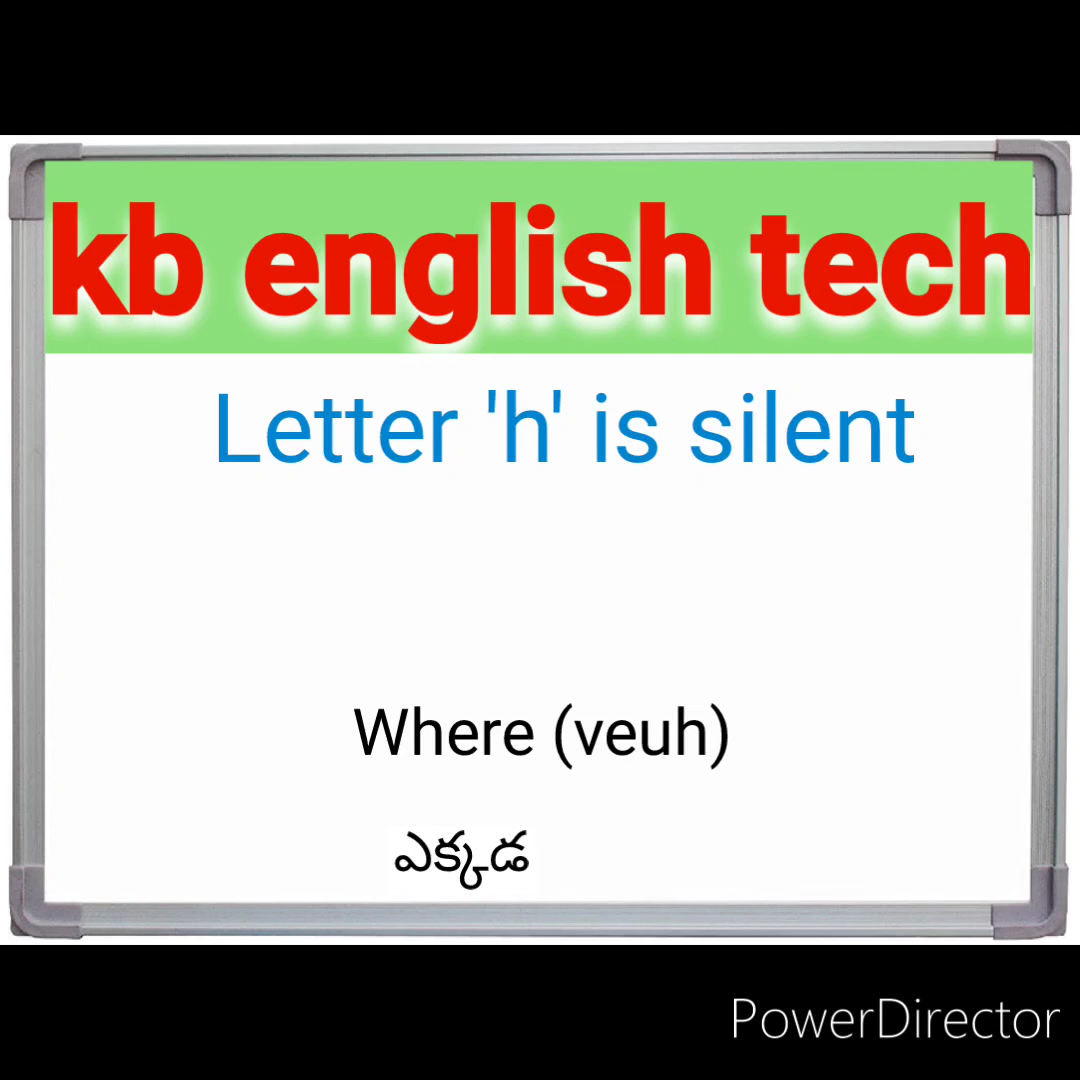 kb english tech
Letter 'h' is silent
Where (veuh)
ఎక్కడ
PowerDirector